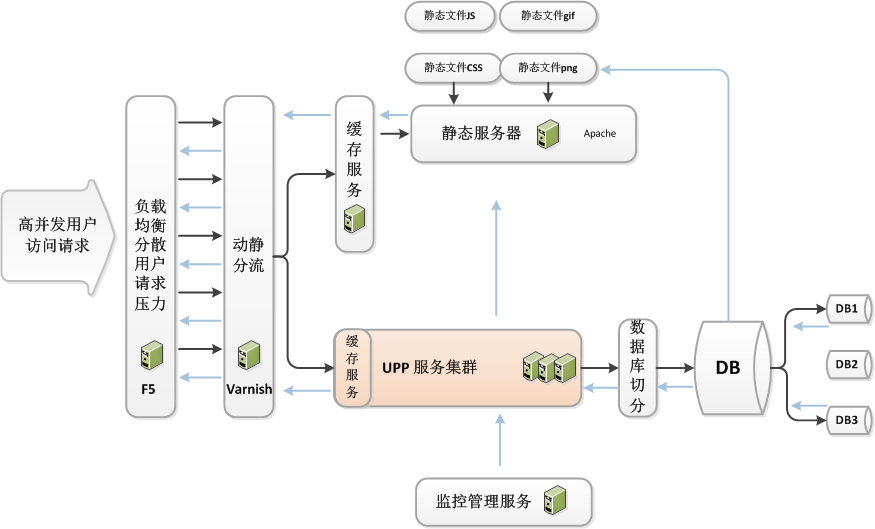 静态文件JS
静态文件gif
静态文件CSS
静态文件png
高并发用户
访问请求
负载
均衡
分散
用户
请求
压力
F5
动静
分流
Varnish
缓
存
服
务
静态服务器
Apache
缓
存
服
务
UPP 服务集群
数
据
库
切
分
DB
DB1
DB2
DB3
监控管理服务